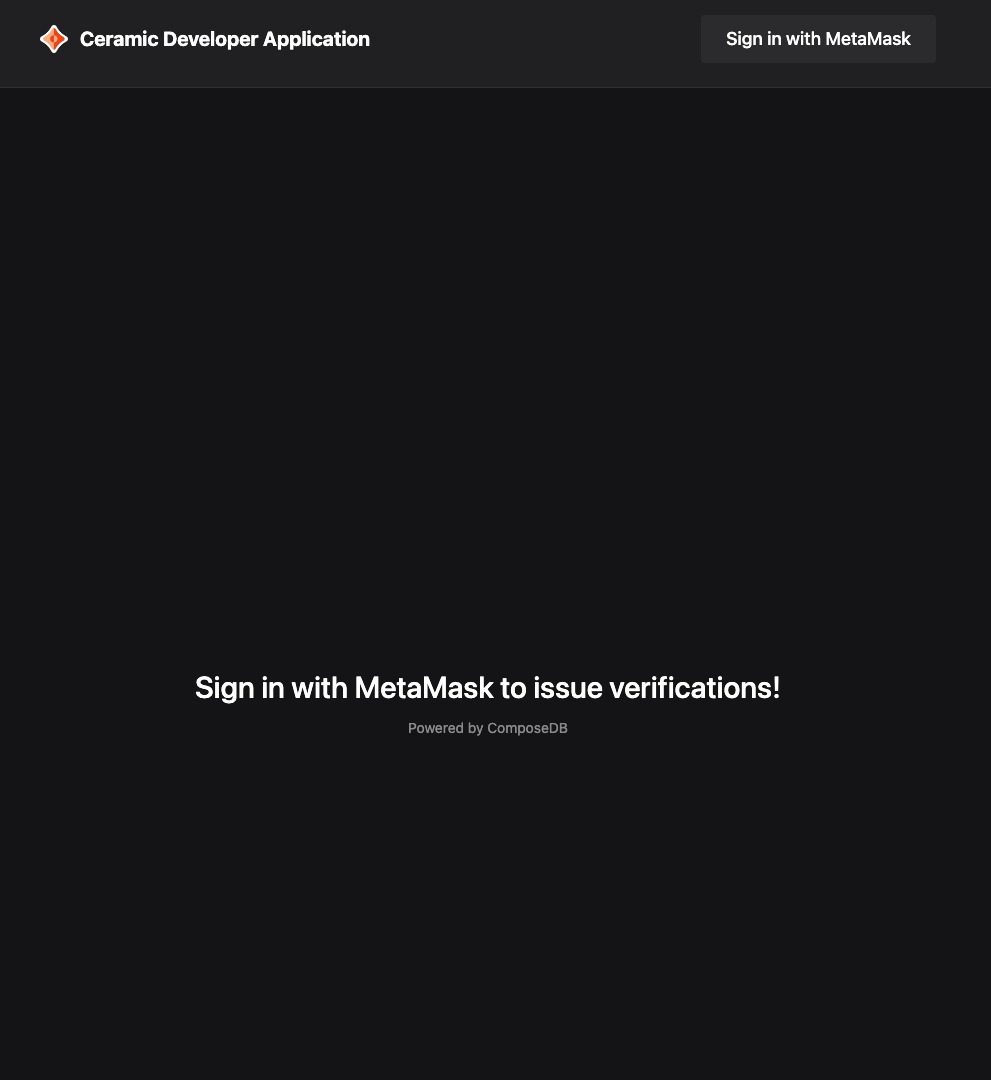 Ceramic Developer Application
Sign in with MetaMask
Sign in with MetaMask to issue verifications!
Powered by ComposeDB